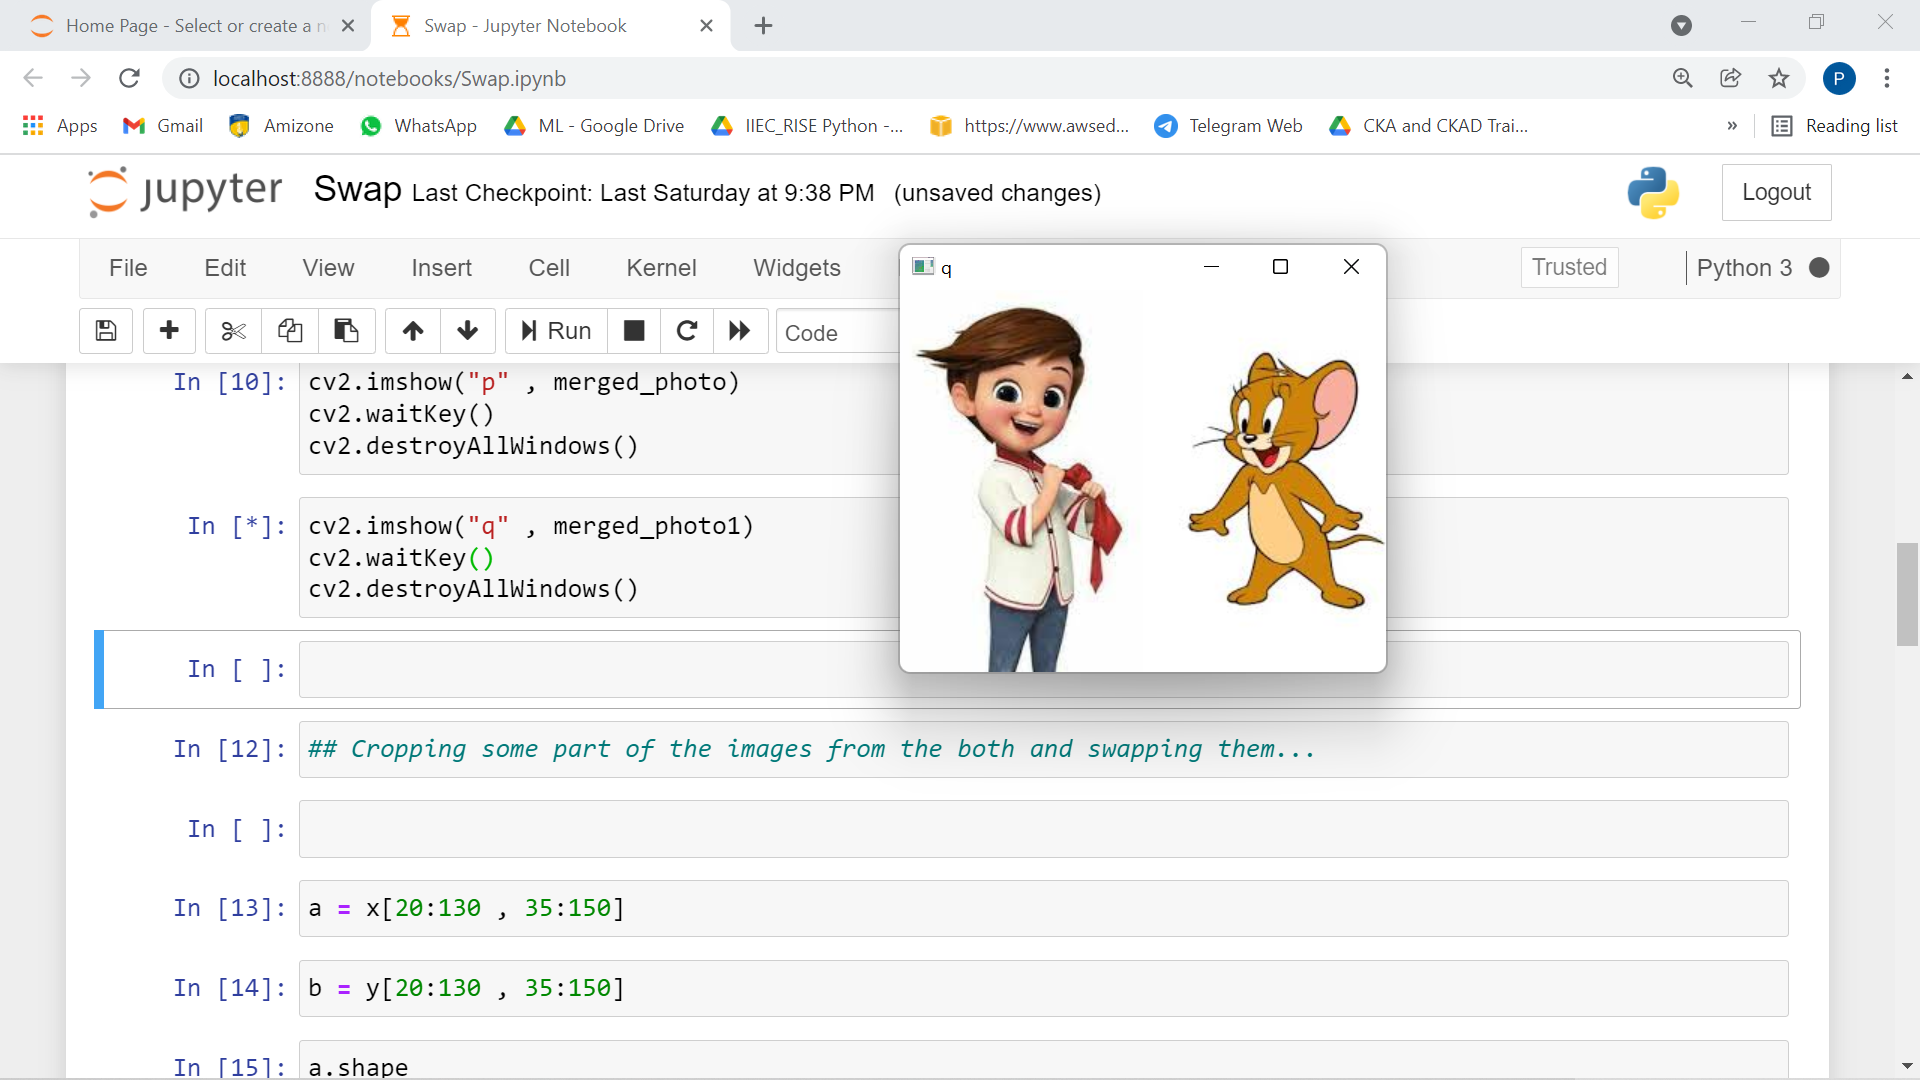 Home Page - Select or create a n
Swap - Jupyter Notebook
localhost:8888/notebooks/Swap.ipynb
P
Apps
Gmail
Amizone
WhatsApp
ML - Google Drive
IIEC_RISE Python -...
https://www.awsed...
Telegram Web
CKA and CKAD Trai...
»
Reading list
jupyter
Swap Last Checkpoint: Last Saturday at 9:38 PM (unsaved changes)
Logout
File
Edit
View
Insert
Cell
Kernel
Widgets
Trusted
Python 3
Run
Code
q
In [10]: cv2.imshow("p" , merged_photo)
cv2.waitKey()
cv2.destroyAllWindows()
In [*]: cv2.imshow("q" , merged_photo1)
cv2.waitKey()
cv2.destroyAllWindows()
In [ ]:
In [12]: ## Cropping some part of the images from the both and swapping them...
In [ ]:
In [13]: a = x[20:130 , 35:150]
In [14]: b = y[20:130 , 35:150]
In [15]: a.shape